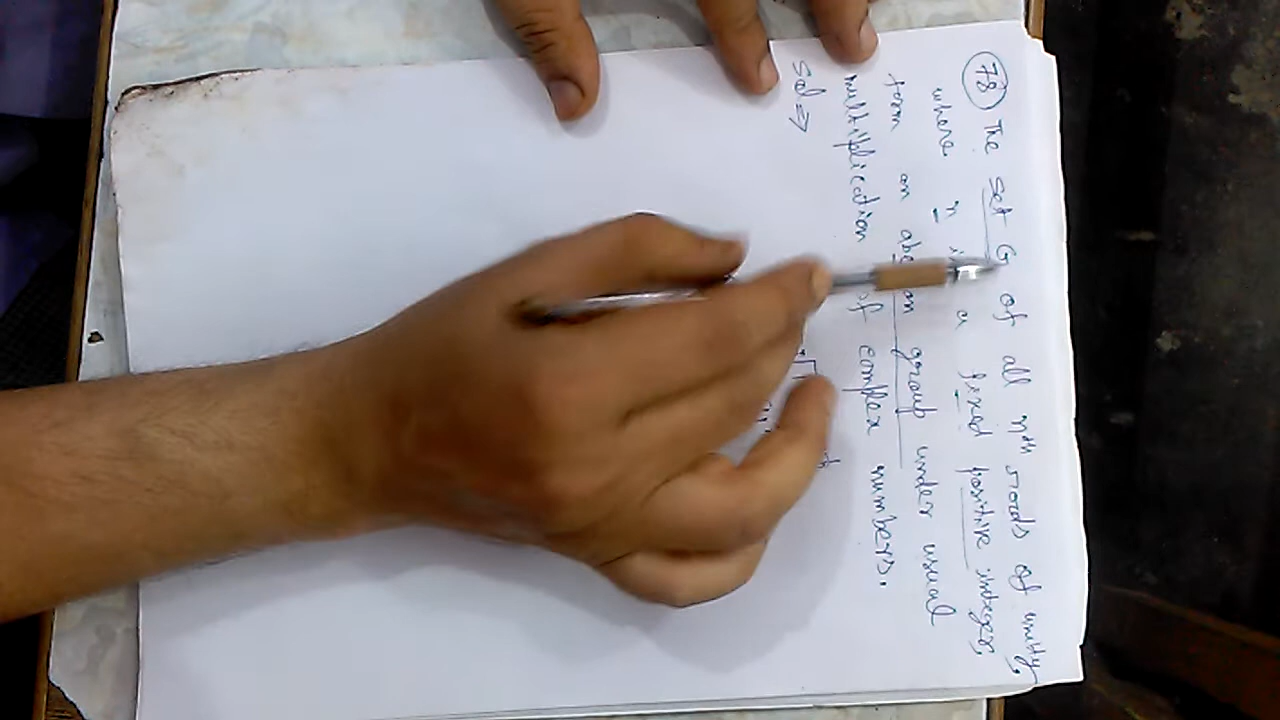 78 The set G of all nth roots of unity,
where n is a fixed positive integer,
form an abelian group under usual
multiplication of complex numbers.
Sol ⇒